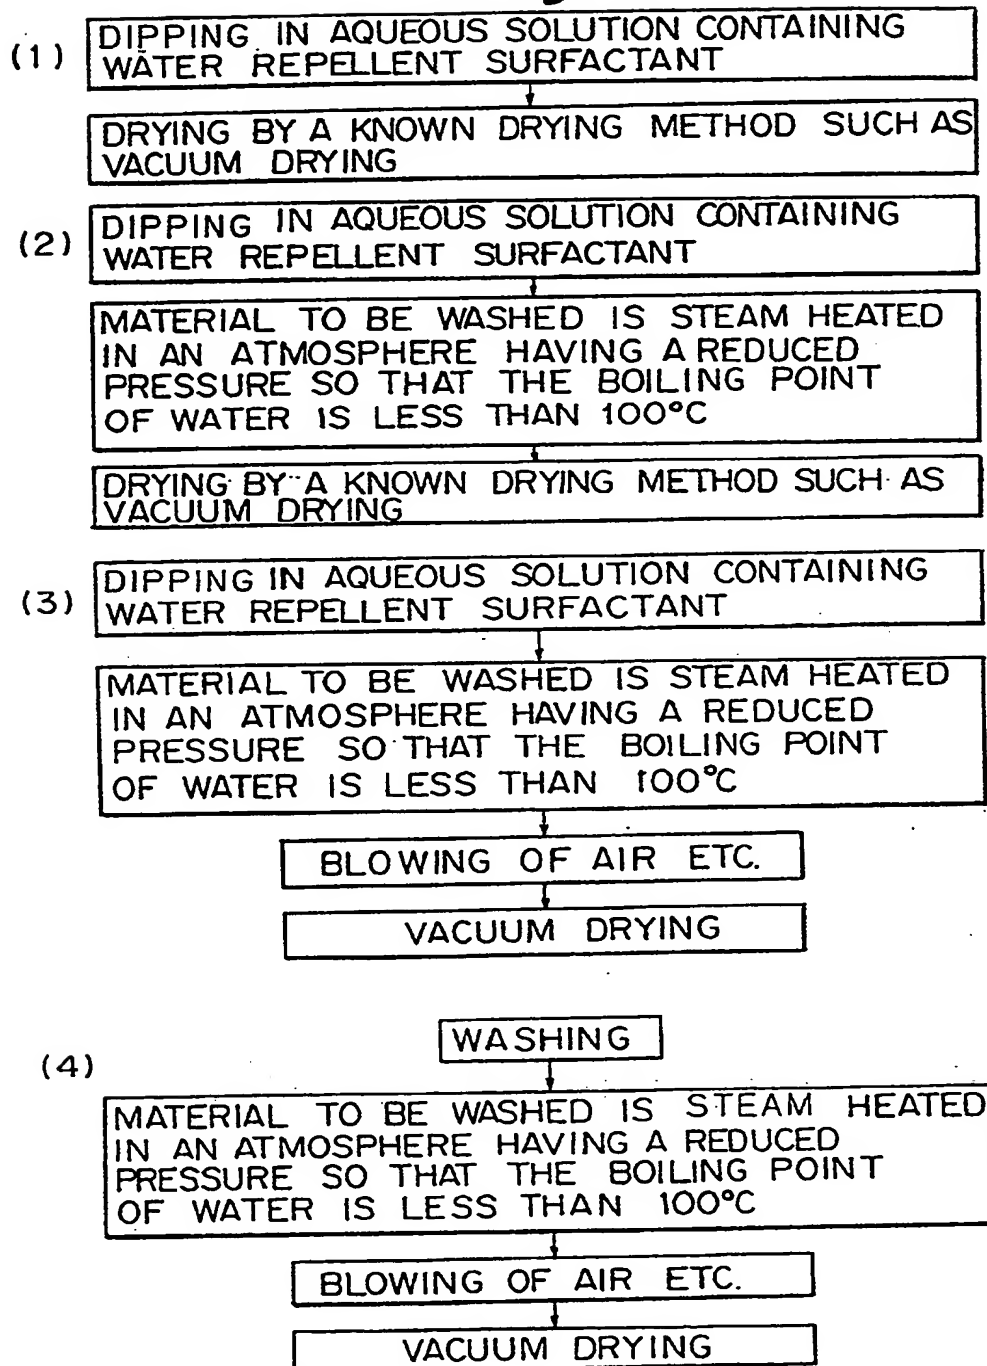 (1)
DIPPING IN AQUEOUS SOLUTION CONTAINING
WATER REPELLENT SURFACTANT
DRYING BY A KNOWN DRYING METHOD SUCH AS
VACUUM DRYING
(2)
DIPPING IN AQUEOUS SOLUTION CONTAINING
WATER REPELLENT SURFACTANT
MATERIAL TO BE WASHED IS STEAM HEATED
IN AN ATMOSPHERE HAVING A REDUCED
PRESSURE SO THAT THE BOILING POINT
OF WATER IS LESS THAN 100°C
DRYING BY A KNOWN DRYING METHOD SUCH AS
VACUUM DRYING
(3)
DIPPING IN AQUEOUS SOLUTION CONTAINING
WATER REPELLENT SURFACTANT
MATERIAL TO BE WASHED IS STEAM HEATED
IN AN ATMOSPHERE HAVING A REDUCED
PRESSURE SO THAT THE BOILING POINT
OF WATER IS LESS THAN 100°C
BLOWING OF AIR ETC.
VACUUM DRYING
(4)
WASHING
MATERIAL TO BE WASHED IS STEAM HEATED
IN AN ATMOSPHERE HAVING A REDUCED
PRESSURE SO THAT THE BOILING POINT
OF WATER IS LESS THAN 100°C
BLOWING OF AIR ETC.
VACUUM DRYING